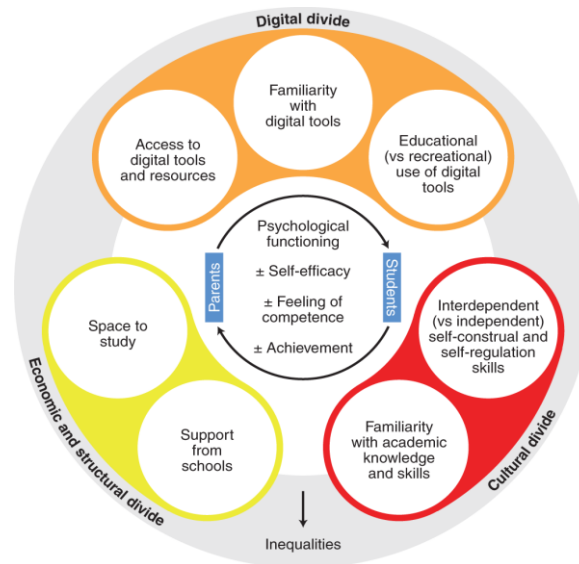 Digital divide
Familiarity
with
digital tools
Access to
digital tools
and resources
Educational
(vs recreational)
use of digital
tools
Psychological
functioning
± Self-efficacy
± Feeling of
competence
± Achievement
Parents
Students
Space to
study
Support
from
schools
Economic and structural divide
Interdependent
(vs independent)
self-construal and
self-regulation
skills
Familiarity
with academic
knowledge
and skills
Cultural divide
Inequalities